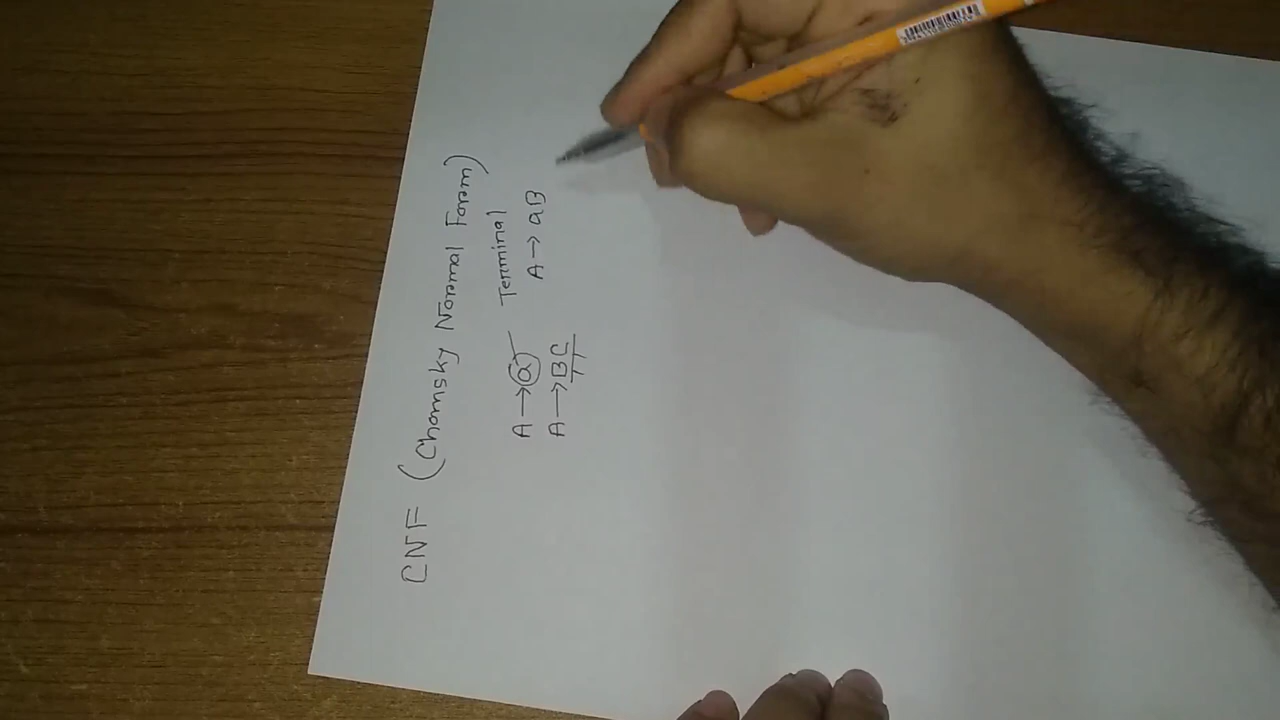 CNF (Chomsky Normal Form)
Terminal
A → a
A → aB
A → BC